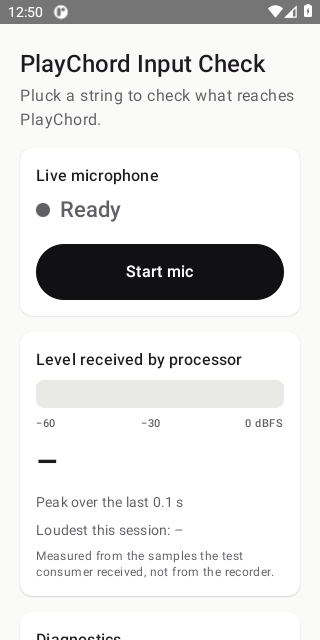 12:50
PlayChord Input Check
Pluck a string to check what reaches
PlayChord.
Live microphone
Ready
Start mic
Level received by processor
−60 −30 0 dBFS
–
Peak over the last 0.1 s
Loudest this session: –
Measured from the samples the test
consumer received, not from the recorder.
Diagnostics